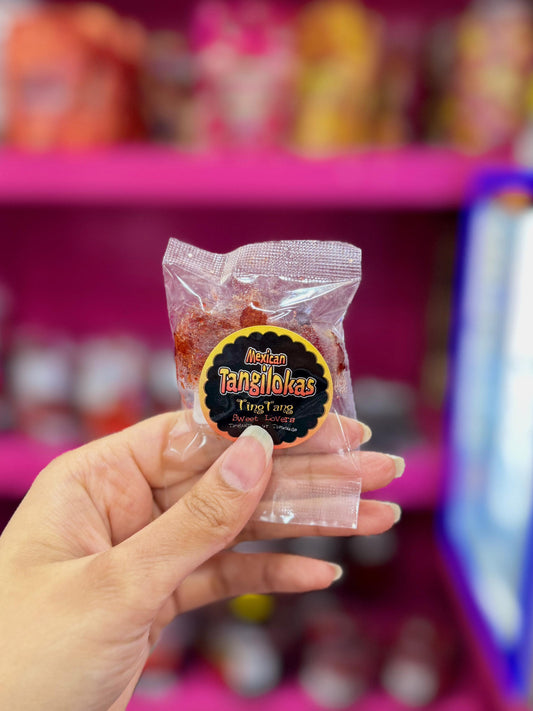 Mexican
Tangilokas
TingTang
Sweet Lovers